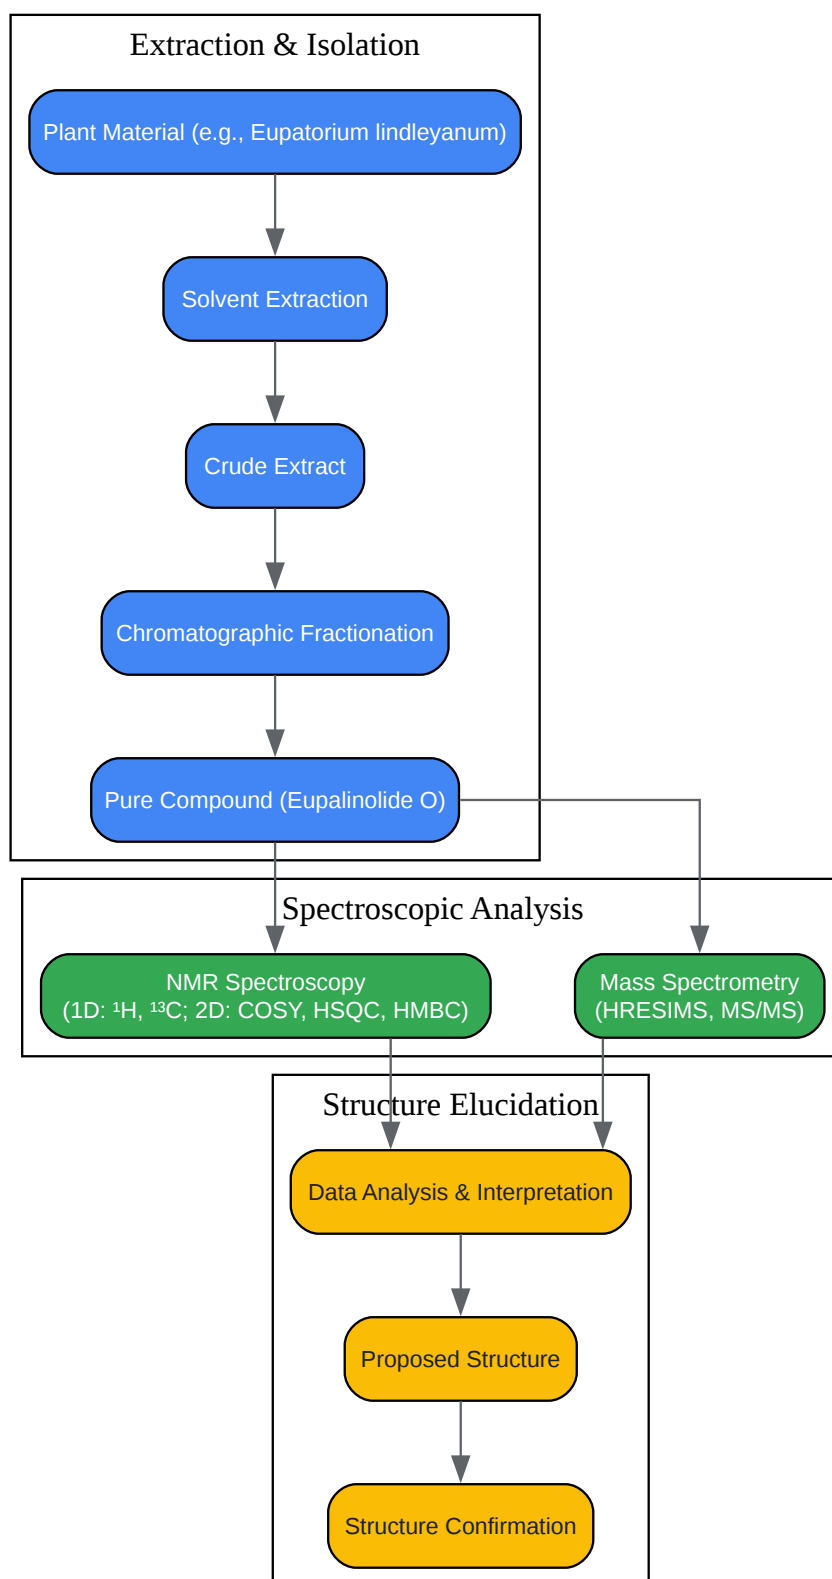 Extraction & Isolation
Plant Material (e.g., Eupatorium lindleyanum)
Solvent Extraction
Crude Extract
Chromatographic Fractionation
Pure Compound (Eupalinolide O)
Spectroscopic Analysis
NMR Spectroscopy
(1D: ¹H, ¹³C; 2D: COSY, HSQC, HMBC)
Mass Spectrometry
(HRESIMS, MS/MS)
Structure Elucidation
Data Analysis & Interpretation
Proposed Structure
Structure Confirmation